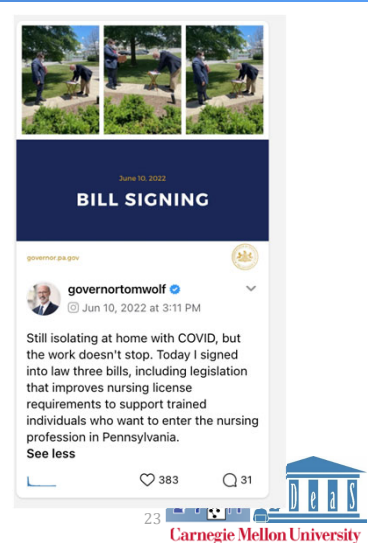 June 10, 2022
BILL SIGNING
governor.pa.gov
governortomwolf
Jun 10, 2022 at 3:11 PM
Still isolating at home with COVID, but
the work doesn't stop. Today I signed
into law three bills, including legislation
that improves nursing license
requirements to support trained
individuals who want to enter the nursing
profession in Pennsylvania.
See less
383
31
23
IDeaS
Carnegie Mellon University